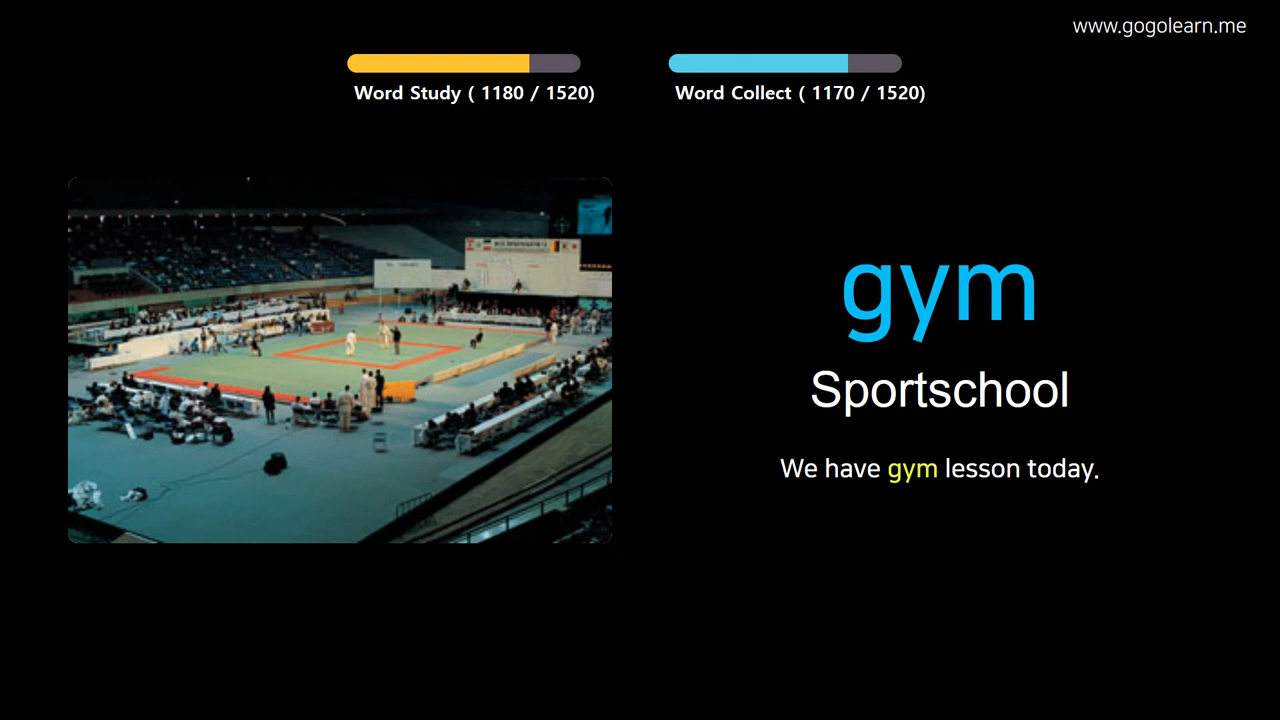 www.gogolearn.me
Word Study ( 1180 / 1520)
Word Collect ( 1170 / 1520)
gym
Sportschool
We have gym lesson today.